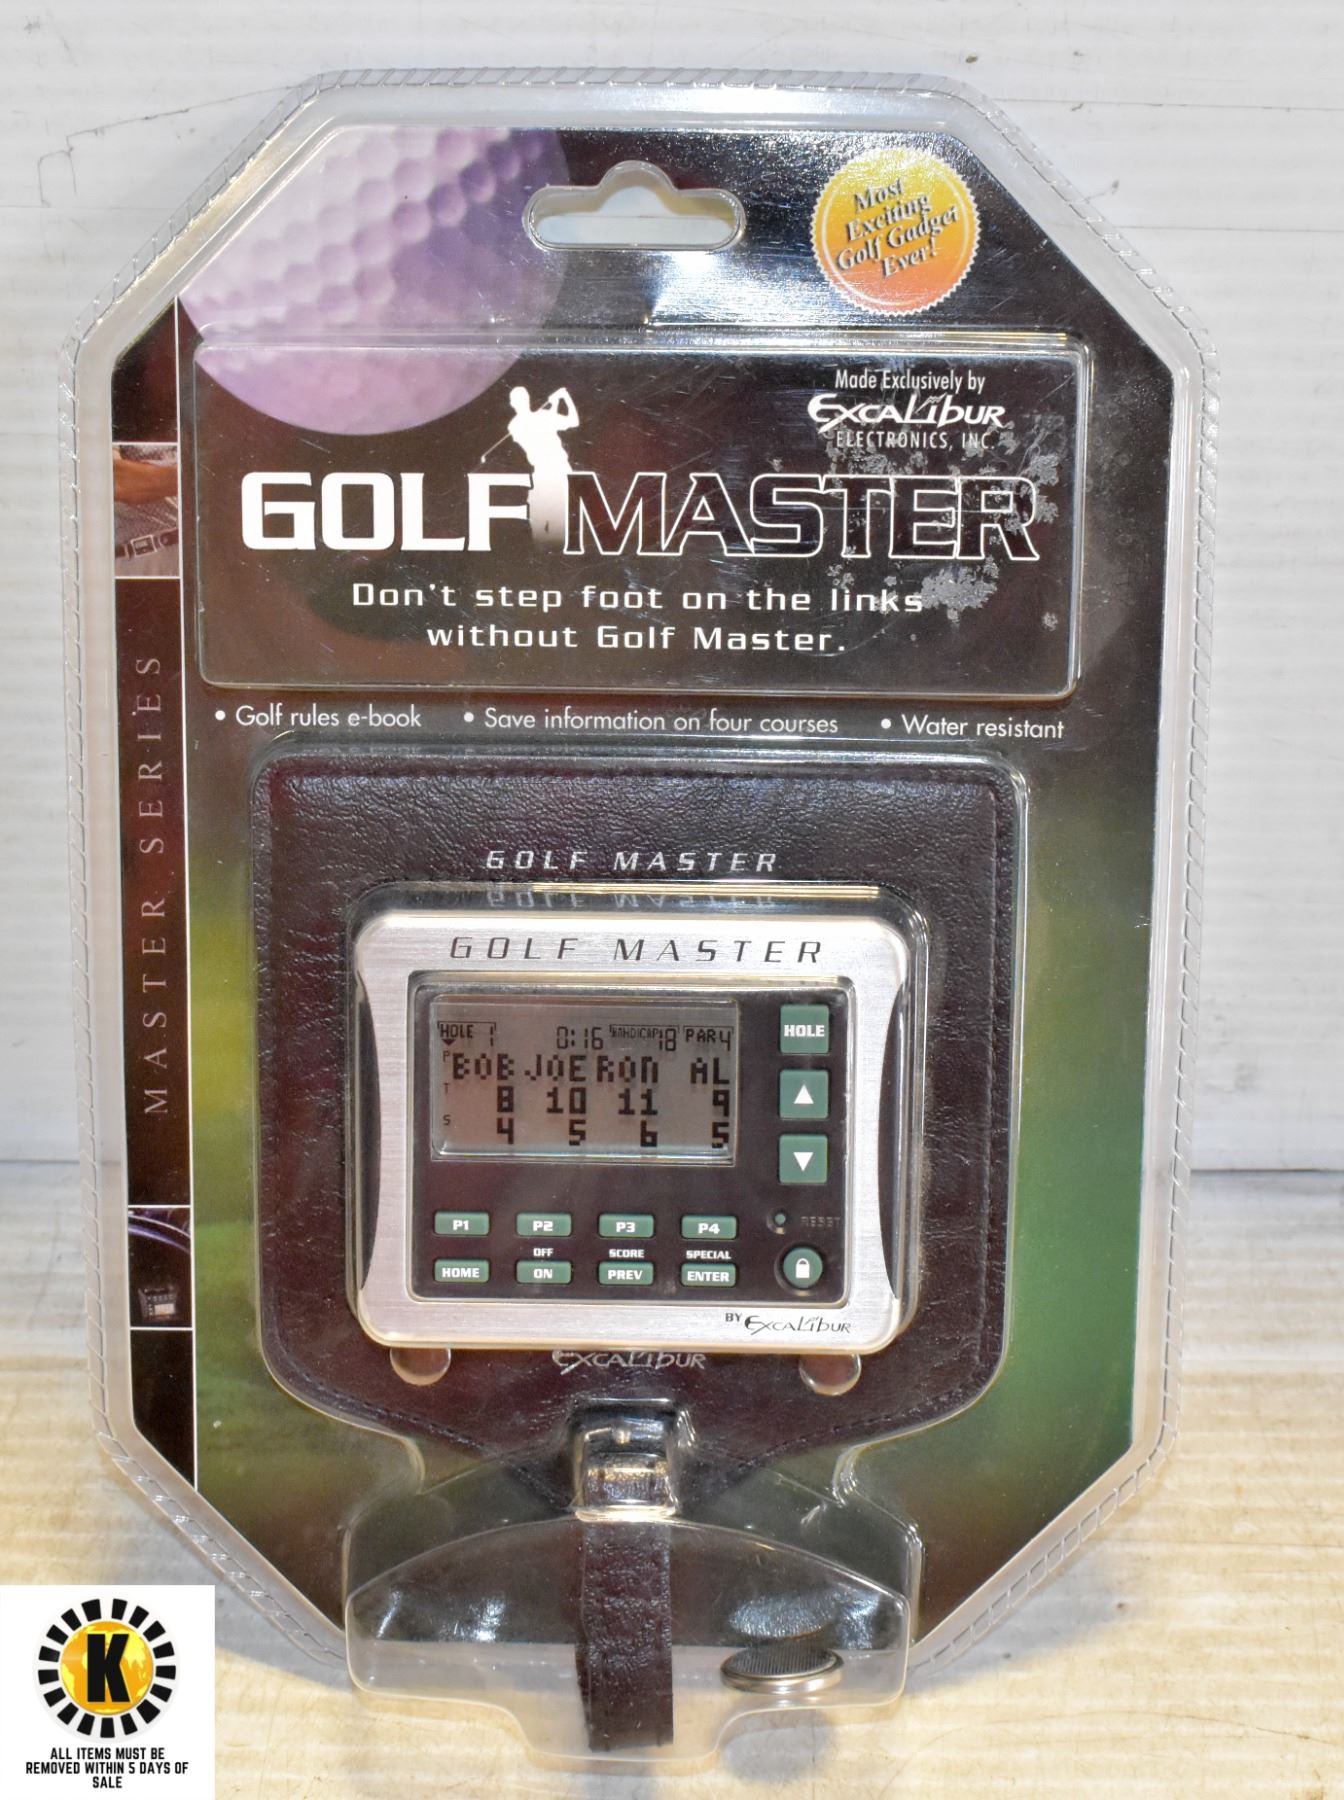 Most
Exciting
Golf Gadget
Ever!
Made Exclusively by
EXCALIBUR
ELECTRONICS, INC.
GOLF MASTER
Don't step foot on the links
without Golf Master.
• Golf rules e-book • Save information on four courses • Water resistant
MASTER SERIES
GOLF MASTER
GOLF MASTER
HOLE 1 0:16 HANDICAP 18 PAR 4
P BOB JOE RON AL
T 8 10 11 9
S 4 5 6 5
HOLE
▲
▼
RESET
P1 P2 P3 P4
OFF SCORE SPECIAL
HOME ON PREV ENTER
BY EXCALIBUR
EXCALIBUR
K
ALL ITEMS MUST BE
REMOVED WITHIN 5 DAYS OF
SALE